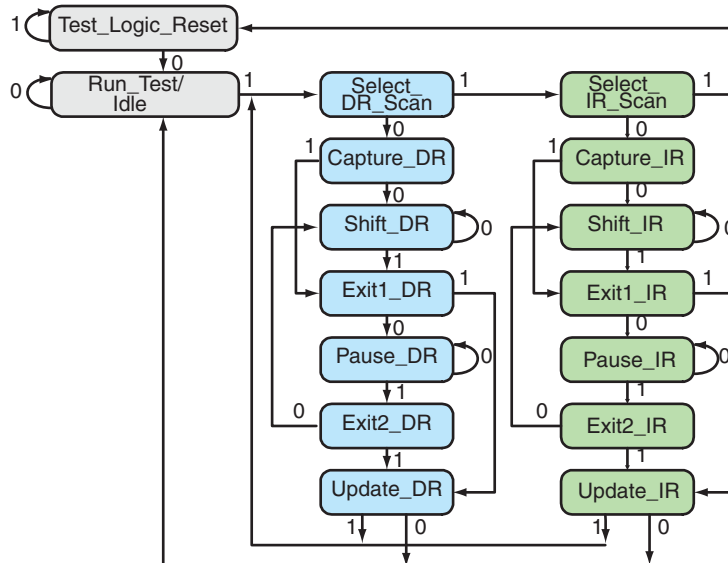 1
Test_Logic_Reset
0
0
Run_Test/
Idle
1
Select_
DR_Scan
1
Select_
IR_Scan
1
0
0
1
Capture_DR
1
Capture_IR
0
0
Shift_DR
0
Shift_IR
0
1
1
Exit1_DR
1
Exit1_IR
1
0
0
Pause_DR
0
Pause_IR
0
1
1
0
Exit2_DR
0
Exit2_IR
1
1
Update_DR
Update_IR
1
0
1
0